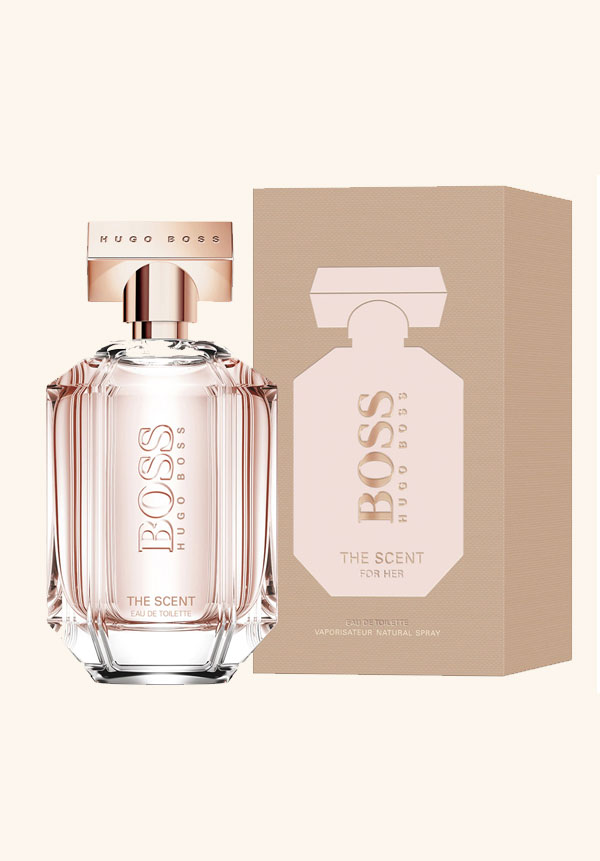 HUGO BOSS
BOSS
HUGO BOSS
THE SCENT
EAU DE TOILETTE
BOSS
HUGO BOSS
THE SCENT
FOR HER
EAU DE TOILETTE
VAPORISATEUR NATURAL SPRAY